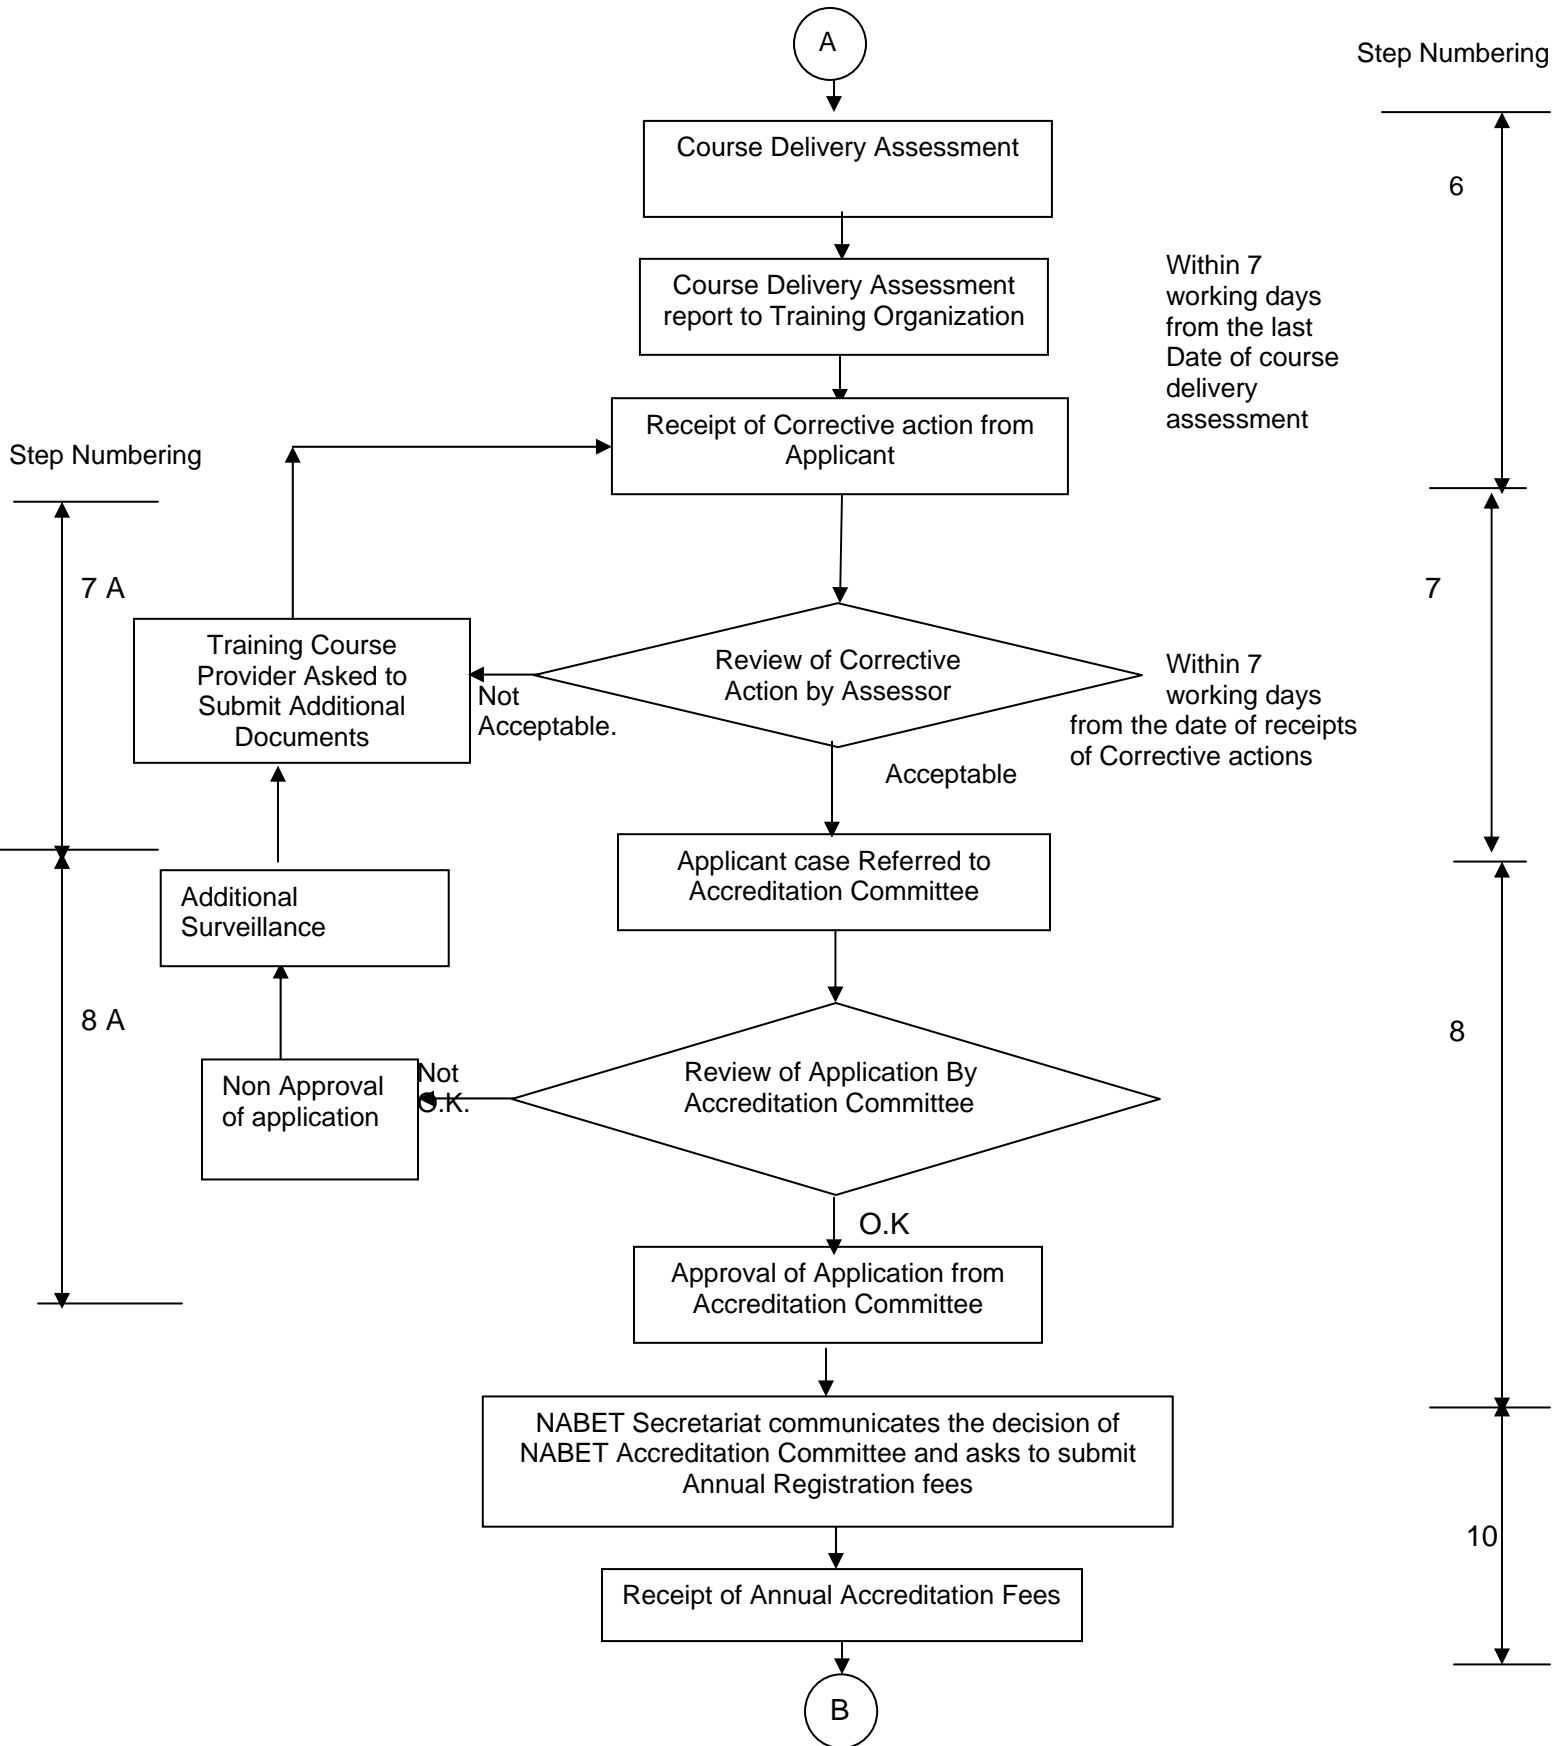 A
Step Numbering
Course Delivery Assessment
6
Course Delivery Assessment
report to Training Organization
Within 7
working days
from the last
Date of course
delivery
assessment
Receipt of Corrective action from
Applicant
Step Numbering
7 A
7
Training Course
Provider Asked to
Submit Additional
Documents
Not
Acceptable.
Review of Corrective
Action by Assessor
Within 7
working days
from the date of receipts
of Corrective actions
Acceptable
Applicant case Referred to
Accreditation Committee
Additional
Surveillance
8 A
8
Non Approval
of application
Not
O.K.
Review of Application By
Accreditation Committee
O.K
Approval of Application from
Accreditation Committee
NABET Secretariat communicates the decision of
NABET Accreditation Committee and asks to submit
Annual Registration fees
10
Receipt of Annual Accreditation Fees
B